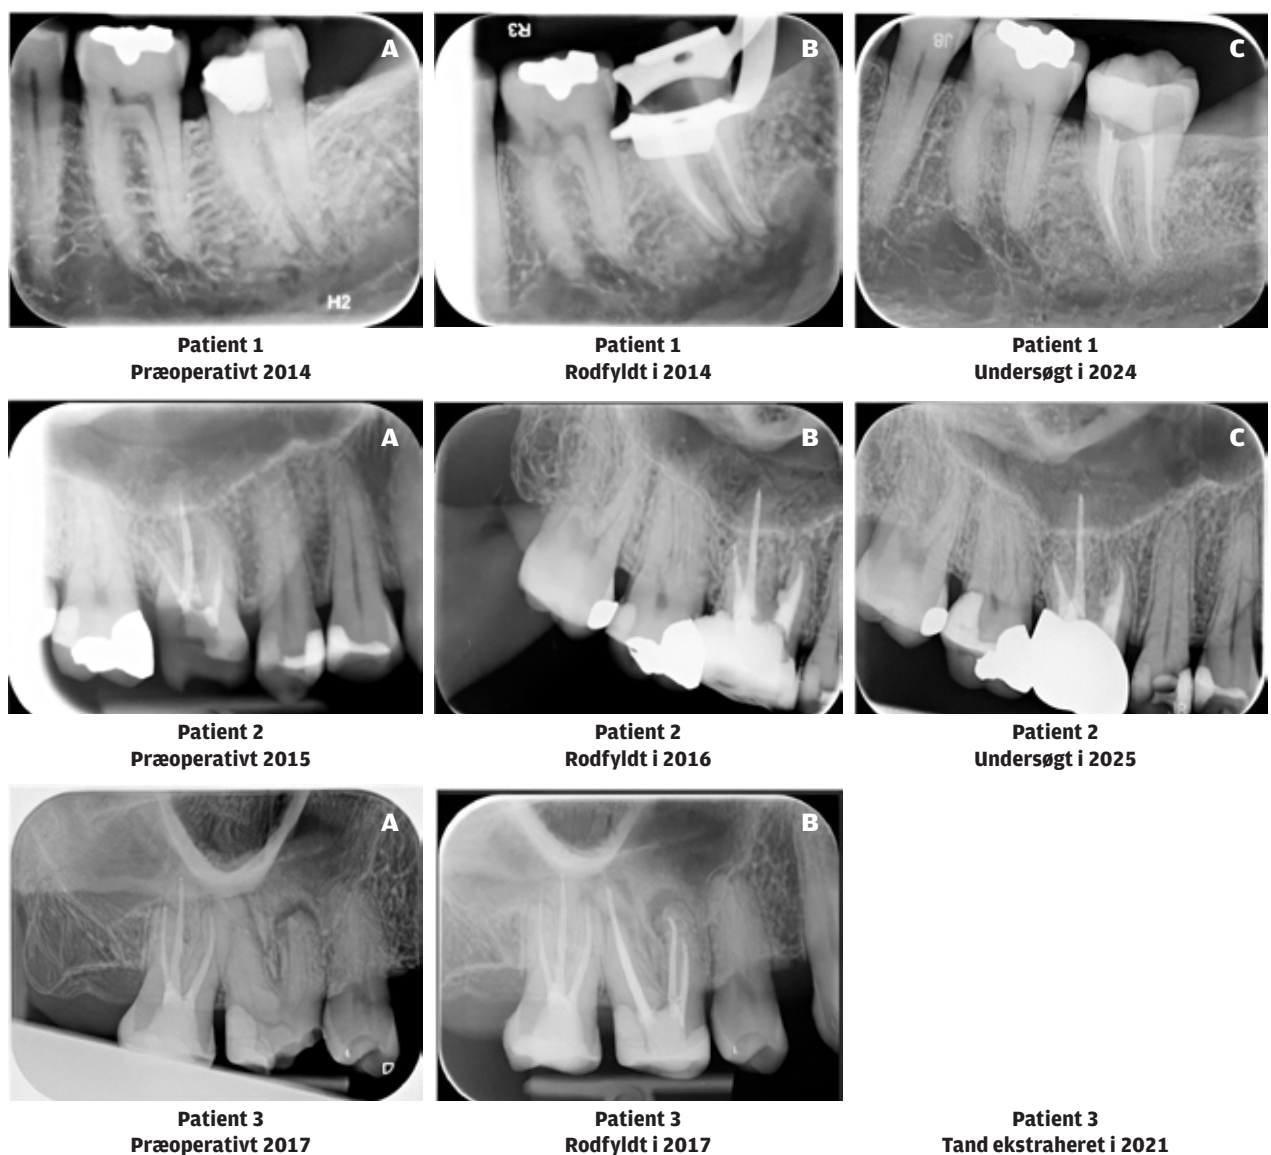 A
H2
R3
B
J8
C
Patient 1
Præoperativt 2014
Patient 1
Rodfyldt i 2014
Patient 1
Undersøgt i 2024
A
B
C
Patient 2
Præoperativt 2015
Patient 2
Rodfyldt i 2016
Patient 2
Undersøgt i 2025
A
D
B
Patient 3
Præoperativt 2017
Patient 3
Rodfyldt i 2017
Patient 3
Tand ekstraheret i 2021